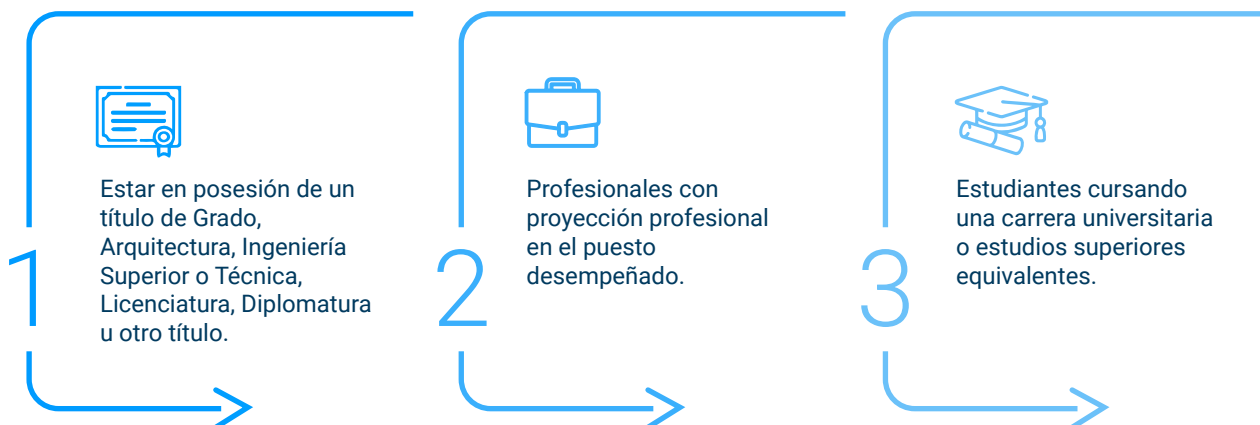 1
Estar en posesión de un
título de Grado,
Arquitectura, Ingeniería
Superior o Técnica,
Licenciatura, Diplomatura
u otro título.
2
Profesionales con
proyección profesional
en el puesto
desempeñado.
3
Estudiantes cursando
una carrera universitaria
o estudios superiores
equivalentes.